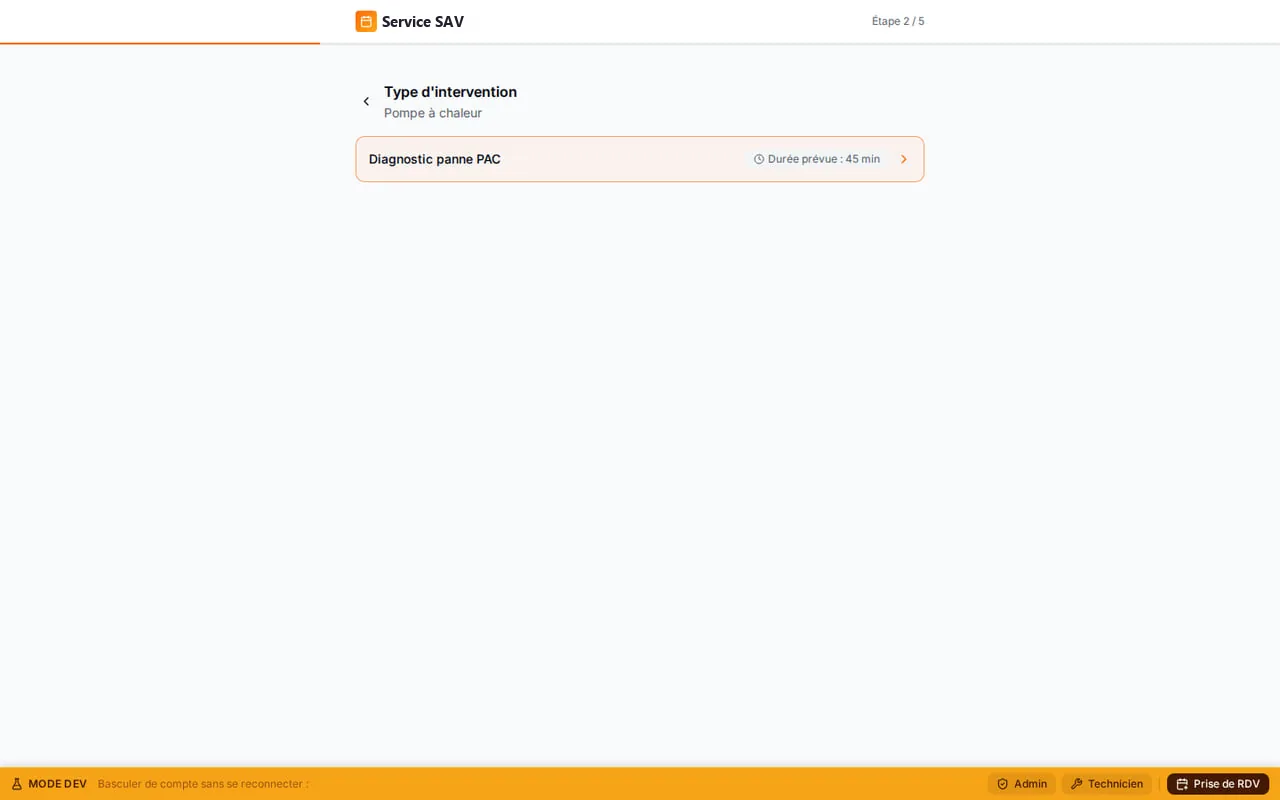 Service SAV
Étape 2 / 5
Type d'intervention
Pompe à chaleur
Diagnostic panne PAC
Durée prévue : 45 min
MODE DEV
Basculer de compte sans se reconnecter :
Admin
Technicien
Prise de RDV